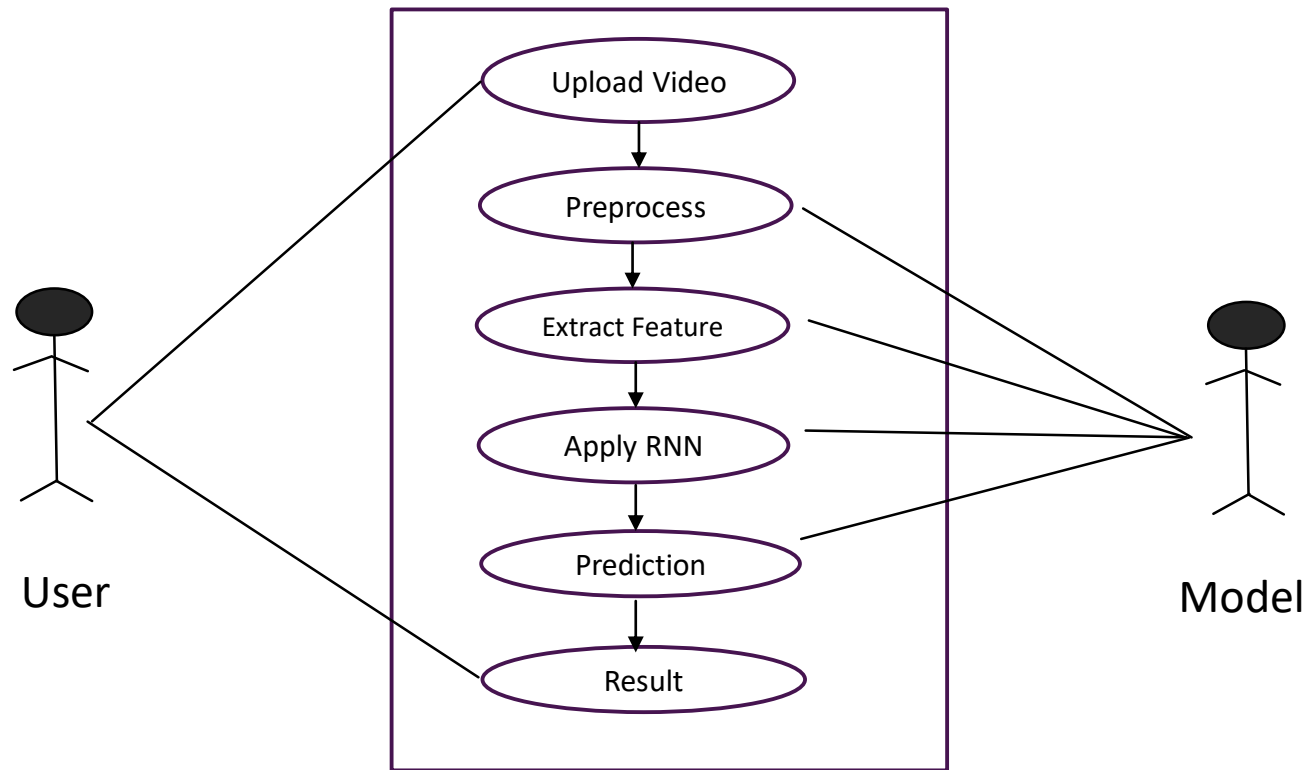 Upload Video
Preprocess
Extract Feature
Apply RNN
Prediction
Result
User
Model